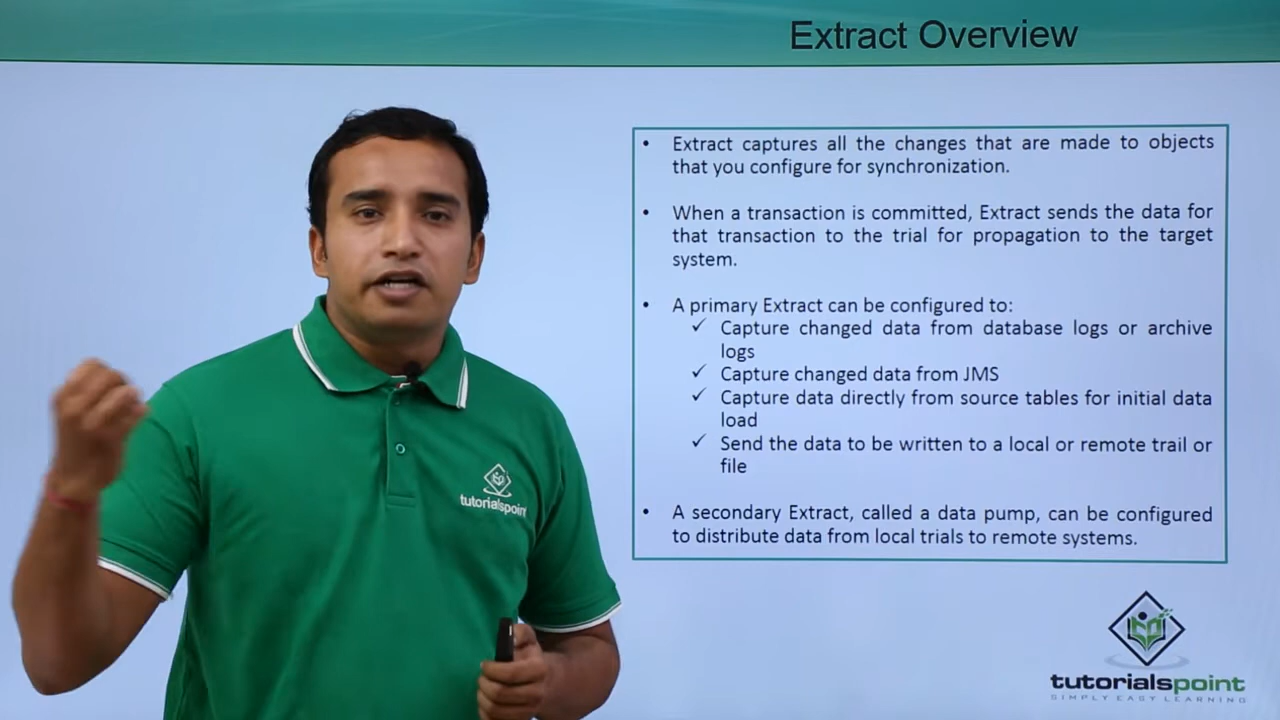 Extract Overview
• Extract captures all the changes that are made to objects
that you configure for synchronization.
• When a transaction is committed, Extract sends the data for
that transaction to the trial for propagation to the target
system.
• A primary Extract can be configured to:
✓ Capture changed data from database logs or archive
logs
✓ Capture changed data from JMS
✓ Capture data directly from source tables for initial data
load
✓ Send the data to be written to a local or remote trail or
file
• A secondary Extract, called a data pump, can be configured
to distribute data from local trials to remote systems.
tutorialspoint
tutorialspoint
SIMPLY EASY LEARNING